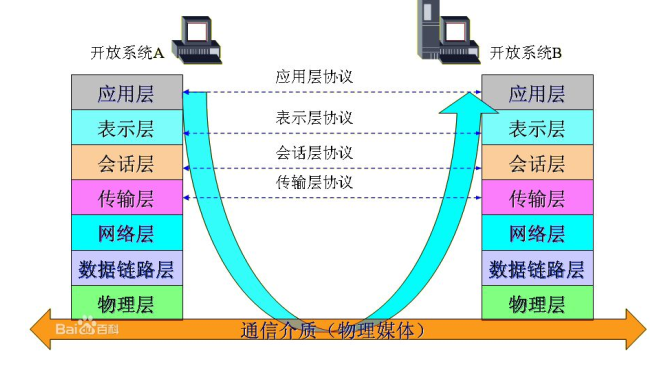 开放系统A
开放系统B
应用层协议
应用层
应用层
表示层协议
表示层
表示层
会话层协议
会话层
会话层
传输层协议
传输层
传输层
网络层
网络层
数据链路层
数据链路层
物理层
物理层
Bai百科
通信介质（物理媒体）